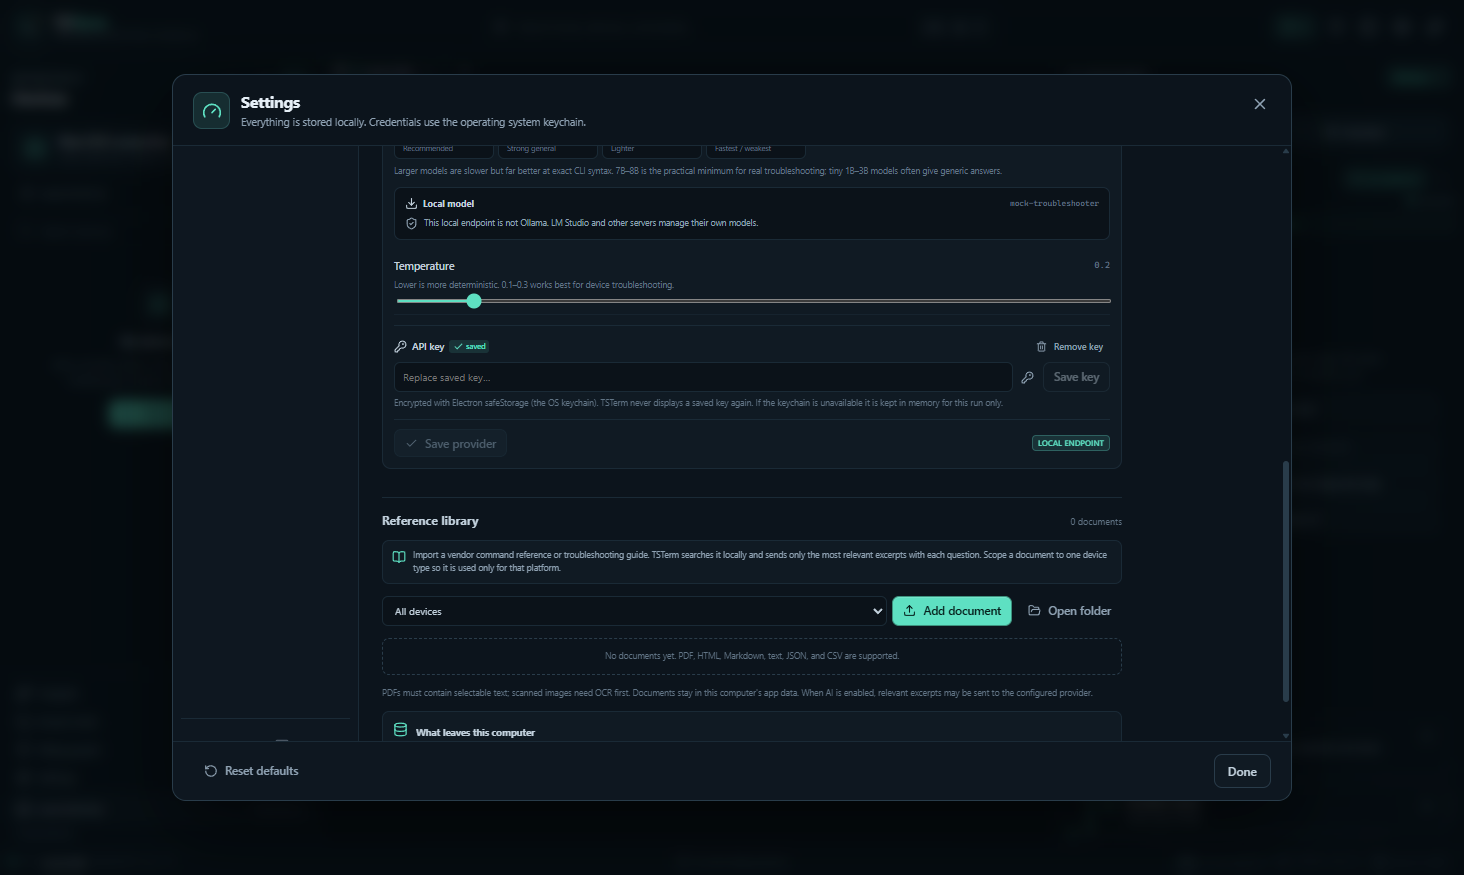 Settings
Everything is stored locally. Credentials use the operating system keychain.
Recommended
Strong general
Lighter
Fastest / weakest
Larger models are slower but far better at exact CLI syntax. 7B–8B is the practical minimum for real troubleshooting; tiny 1B–3B models often give generic answers.
Local model
mock-troubleshooter
This local endpoint is not Ollama. LM Studio and other servers manage their own models.
Temperature
0.2
Lower is more deterministic. 0.1–0.3 works best for device troubleshooting.
API key
saved
Remove key
Replace saved key...
Save key
Encrypted with Electron safeStorage (the OS keychain). TSTerm never displays a saved key again. If the keychain is unavailable it is kept in memory for this run only.
Save provider
LOCAL ENDPOINT
Reference library
0 documents
Import a vendor command reference or troubleshooting guide. TSTerm searches it locally and sends only the most relevant excerpts with each question. Scope a document to one device
type so it is used only for that platform.
All devices
Add document
Open folder
No documents yet. PDF, HTML, Markdown, text, JSON, and CSV are supported.
PDFs must contain selectable text; scanned images need OCR first. Documents stay in this computer's app data. When AI is enabled, relevant excerpts may be sent to the configured provider.
What leaves this computer
Reset defaults
Done